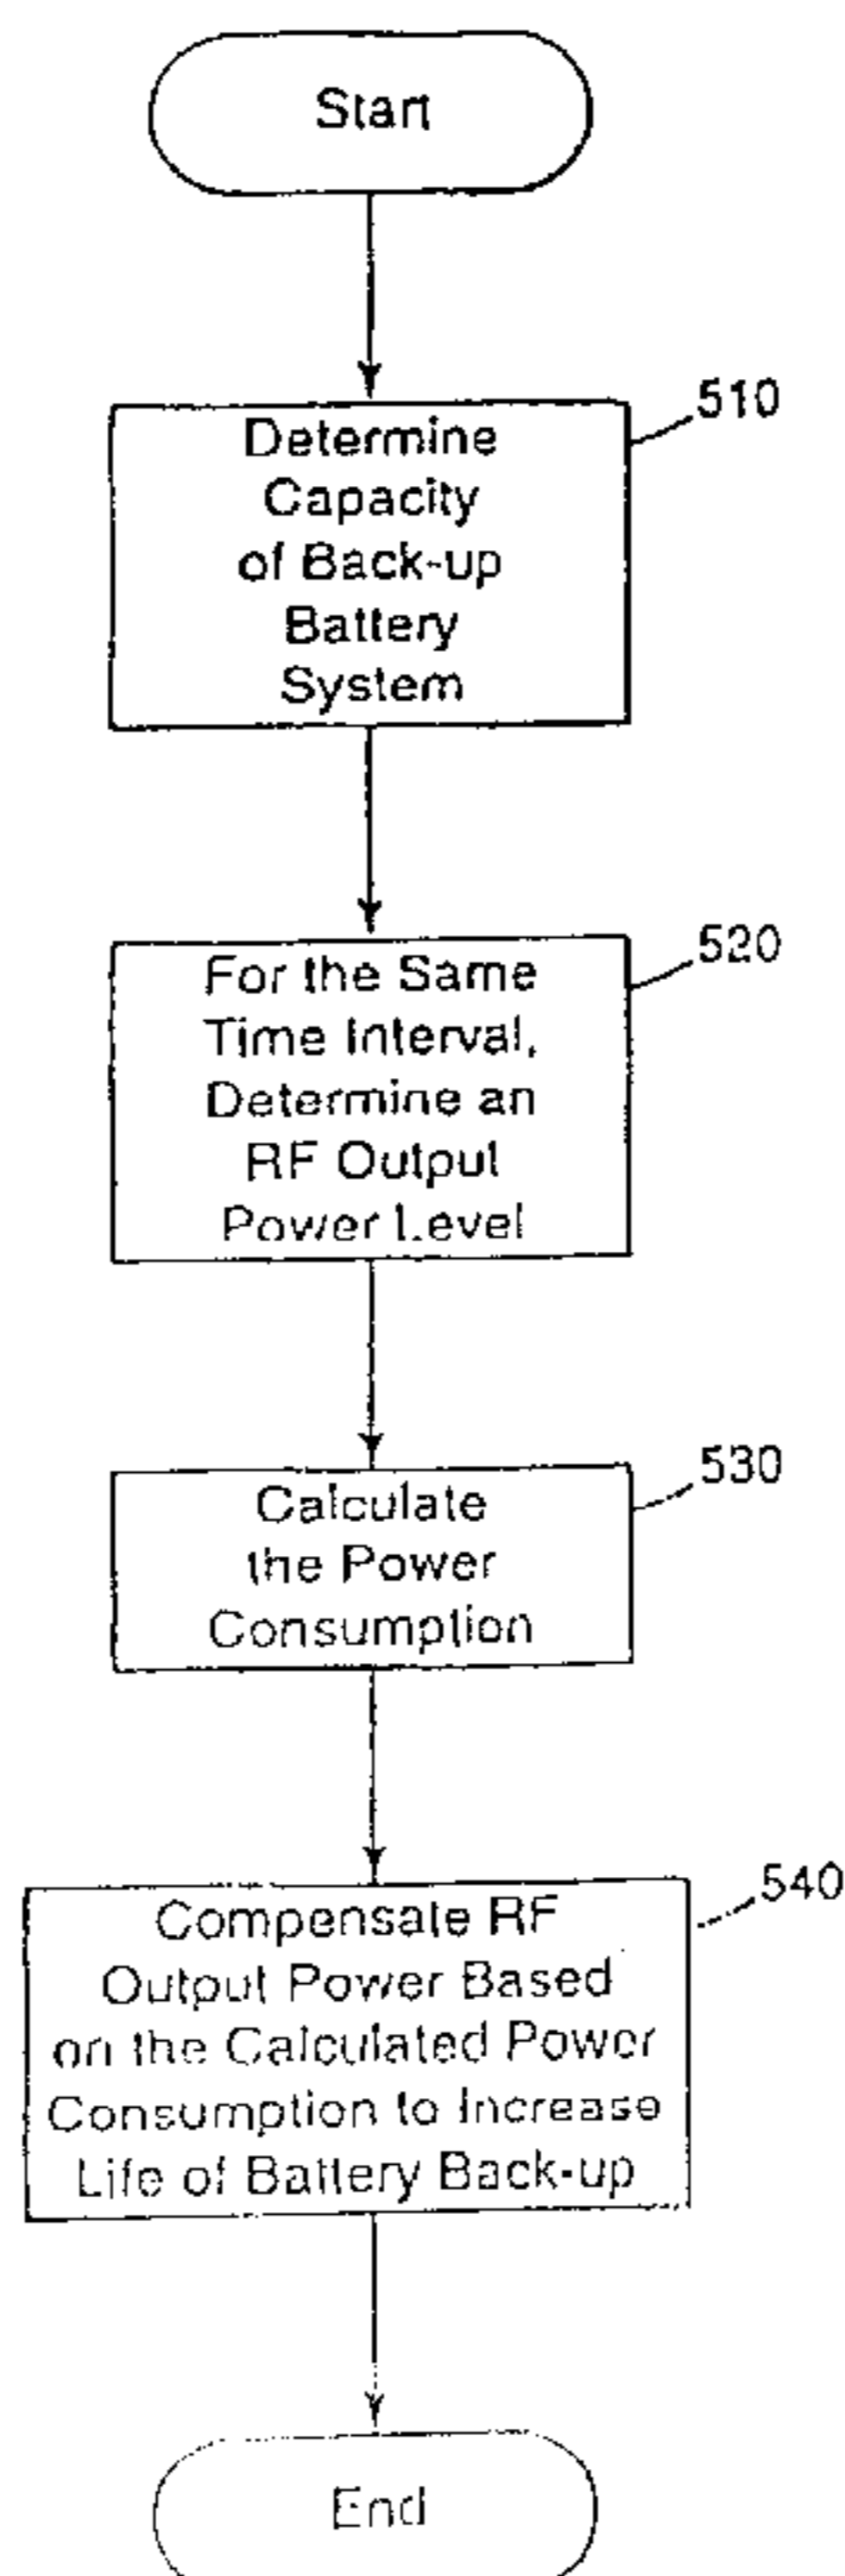 Start
510
Determine
Capacity
of Back-up
Battery
System
520
For the Same
Time Interval,
Determine an
RF Output
Power Level
530
Calculate
the Power
Consumption
540
Compensate RF
Output Power Based
on the Calculated Power
Consumption to Increase
Life of Battery Back-up
End